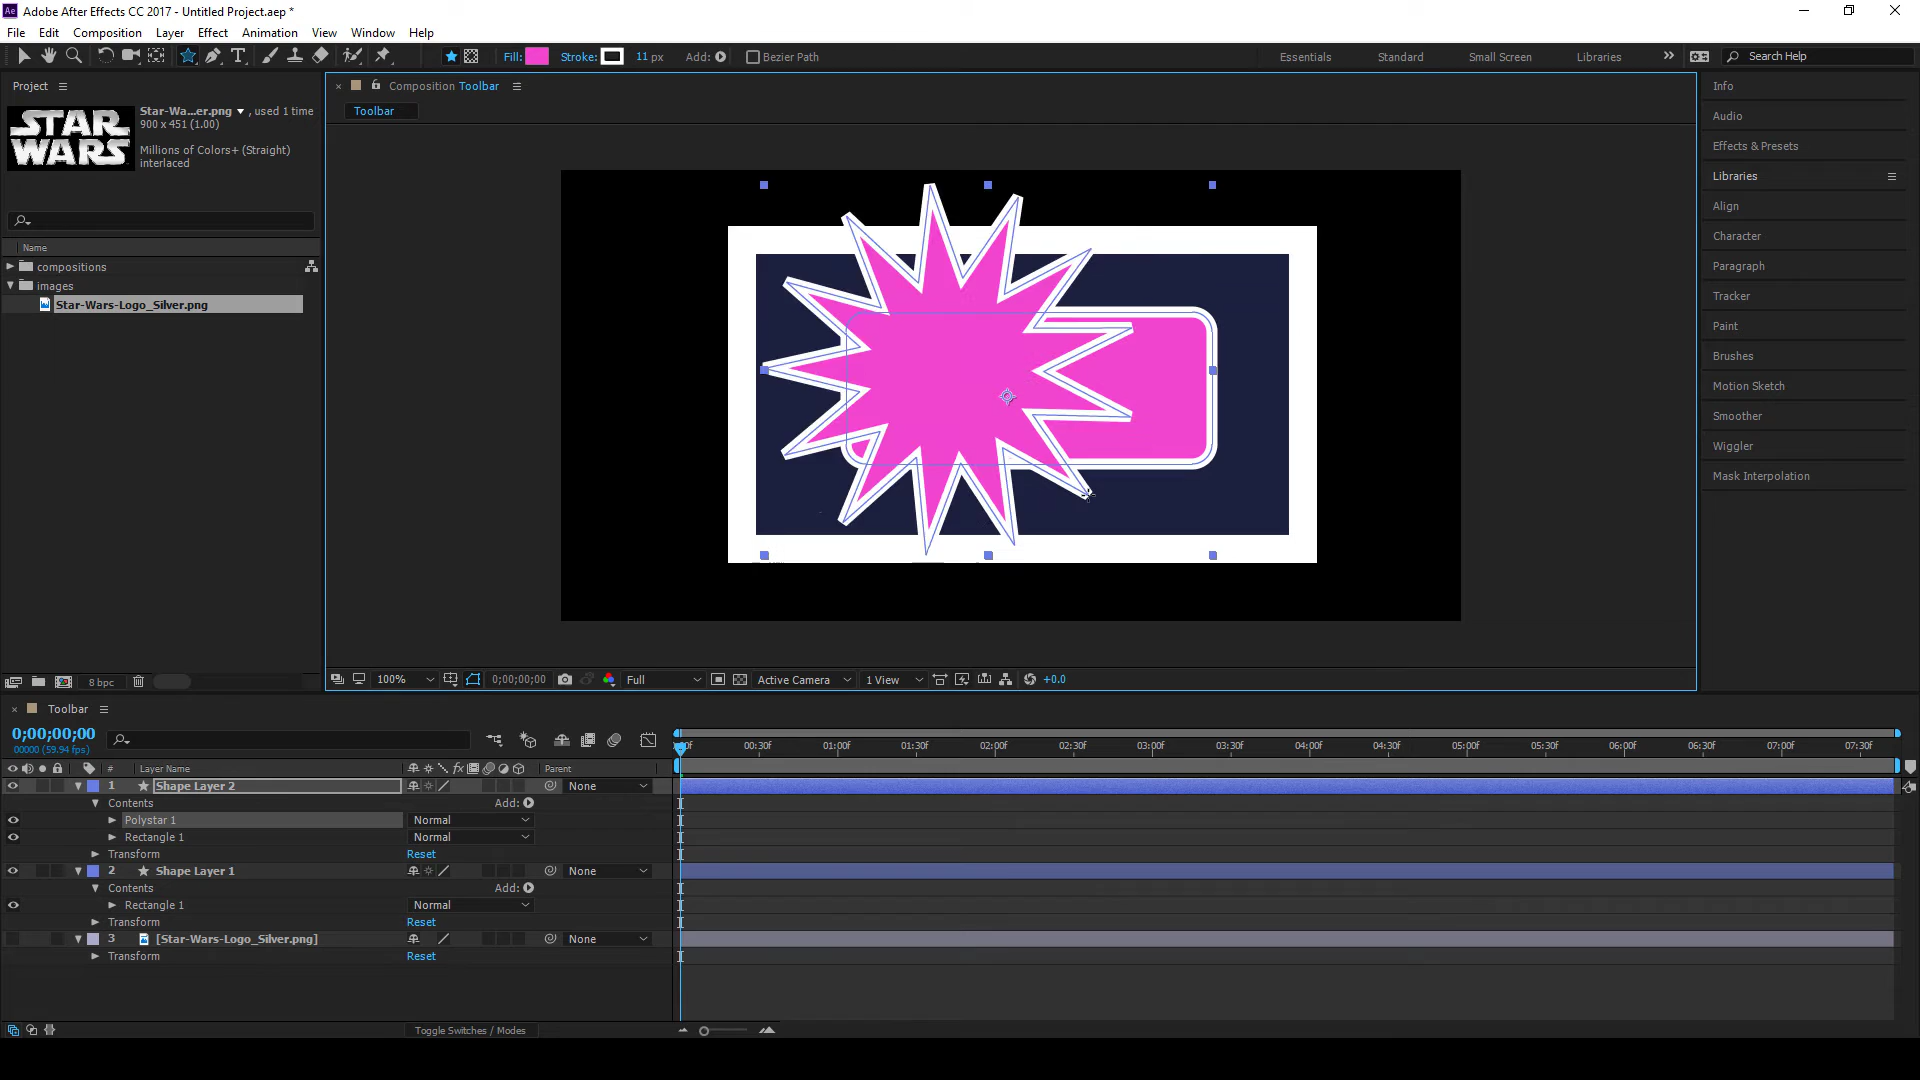 Adobe After Effects CC 2017 - Untitled Project.aep *
File Edit Composition Layer Effect Animation View Window Help
Fill: Stroke: 11 px Add: Bezier Path Essentials Standard Small Screen Libraries Search Help
Project
STAR WARS
Star-Wa...er.png , used 1 time
900 x 451 (1.00)
Millions of Colors+ (Straight)
interlaced
Name
compositions
images
Star-Wars-Logo_Silver.png
8 bpc
Composition Toolbar
Toolbar
100% 0;00;00;00 Full Active Camera 1 View +0.0
Info
Audio
Effects & Presets
Libraries
Align
Character
Paragraph
Tracker
Paint
Brushes
Motion Sketch
Smoother
Wiggler
Mask Interpolation
Toolbar
0;00;00;00
00000 (59.94 fps)
00:30f 01:00f 01:30f 02:00f 02:30f 03:00f 03:30f 04:00f 04:30f 05:00f 05:30f 06:00f 06:30f 07:00f 07:30f
# Layer Name Parent
1 Shape Layer 2 None
Contents Add:
Polystar 1 Normal
Rectangle 1 Normal
Transform Reset
2 Shape Layer 1 None
Contents Add:
Rectangle 1 Normal
Transform Reset
3 [Star-Wars-Logo_Silver.png] None
Transform Reset
Toggle Switches / Modes